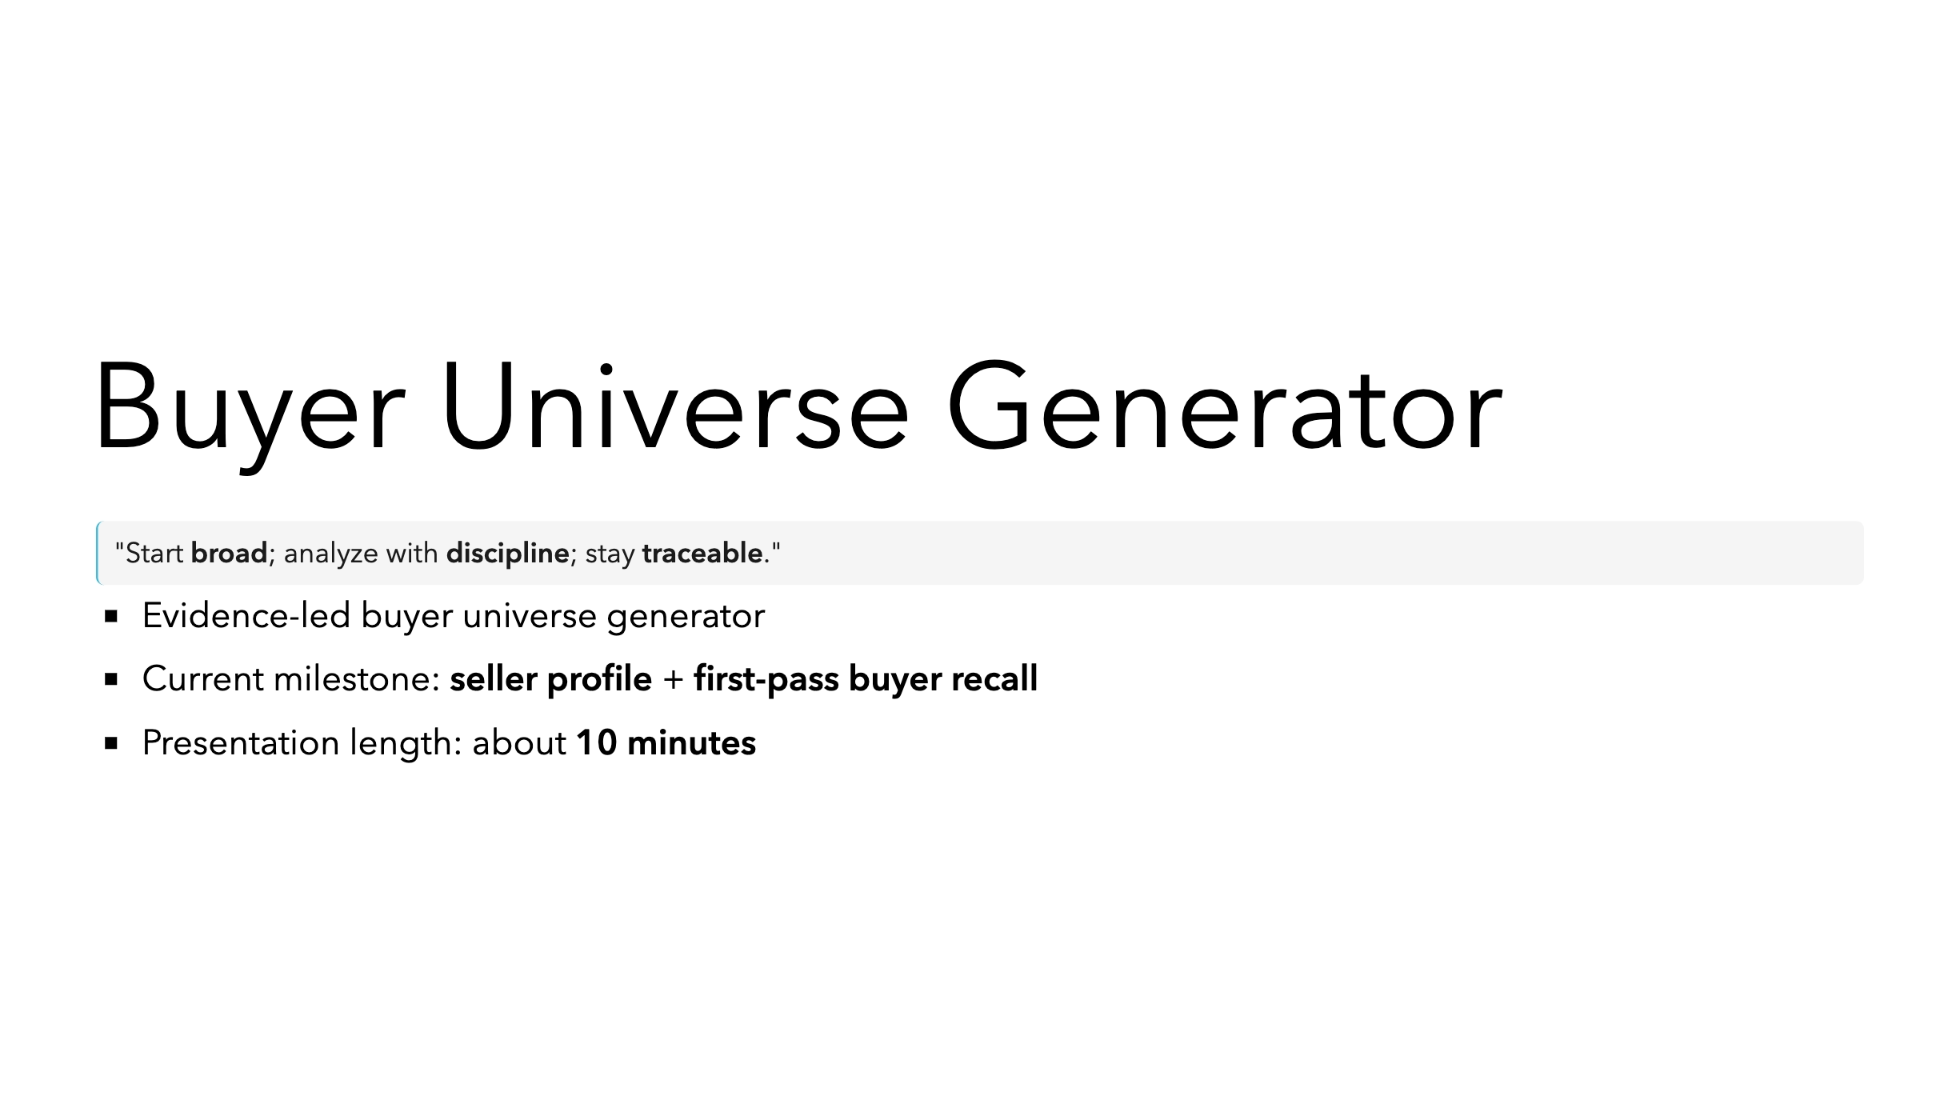 Buyer Universe Generator
"Start broad; analyze with discipline; stay traceable."
▪ Evidence-led buyer universe generator
▪ Current milestone: seller profile + first-pass buyer recall
▪ Presentation length: about 10 minutes